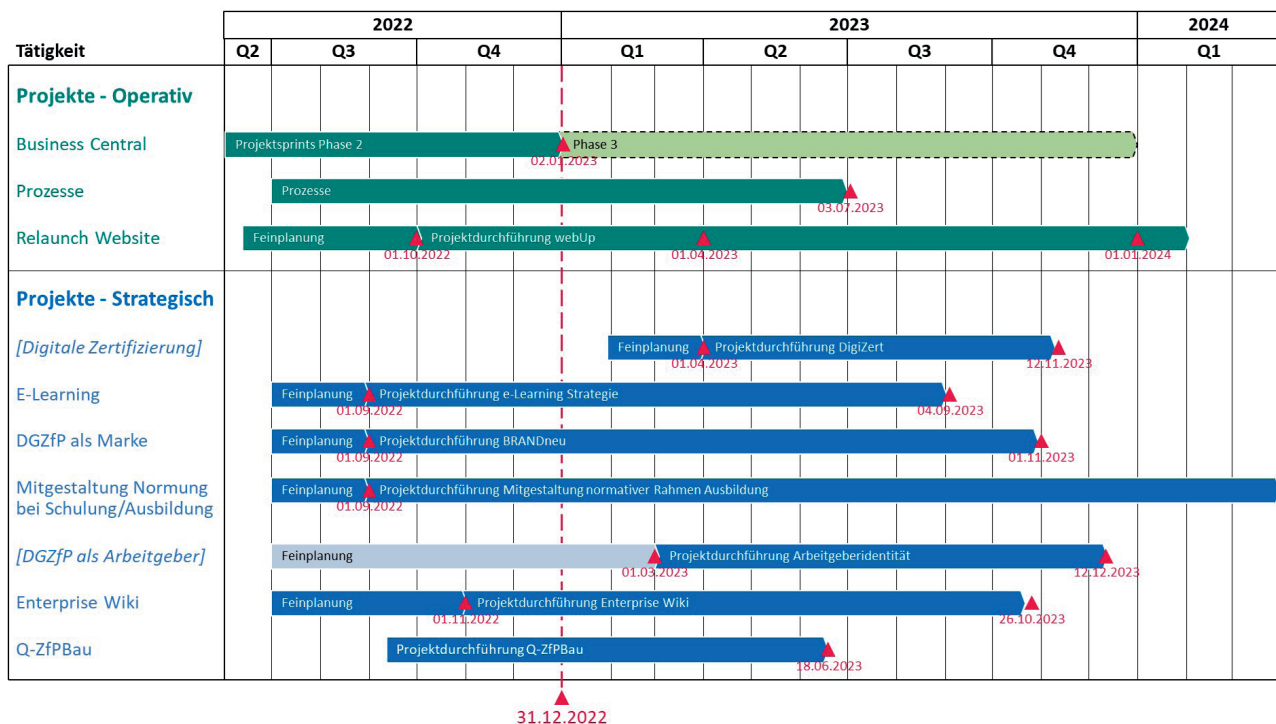 2022 2023 2024
Tätigkeit Q2 Q3 Q4 Q1 Q2 Q3 Q4 Q1
Projekte - Operativ
Business Central Projektsprints Phase 2 Phase 3
02.01.2023
Prozesse Prozesse
03.07.2023
Relaunch Website Feinplanung Projektdurchführung webUp
01.10.2022 01.04.2023 01.01.2024
Projekte - Strategisch
[Digitale Zertifizierung] Feinplanung Projektdurchführung DigiZert
01.04.2023 12.11.2023
E-Learning Feinplanung Projektdurchführung e-Learning Strategie
01.09.2022 04.09.2023
DGZfP als Marke Feinplanung Projektdurchführung BRANDneu
01.09.2022 01.11.2023
Mitgestaltung Normung Feinplanung Projektdurchführung Mitgestaltung normativer Rahmen Ausbildung
bei Schulung/Ausbildung 01.09.2022
[DGZfP als Arbeitgeber] Feinplanung Projektdurchführung Arbeitgeberidentität
01.03.2023 12.12.2023
Enterprise Wiki Feinplanung Projektdurchführung Enterprise Wiki
01.11.2022 26.10.2023
Q-ZfPBau Projektdurchführung Q-ZfPBau
18.06.2023
31.12.2022